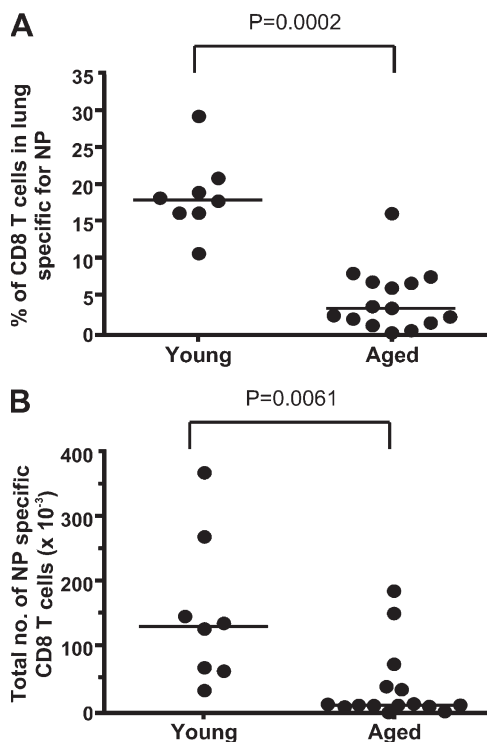 A
P=0.0002
% of CD8 T cells in lung
specific for NP
35
30
25
20
15
10
5
0
Young
Aged
B
P=0.0061
Total no. of NP specific
CD8 T cells (x 10⁻³)
400
300
200
100
0
Young
Aged